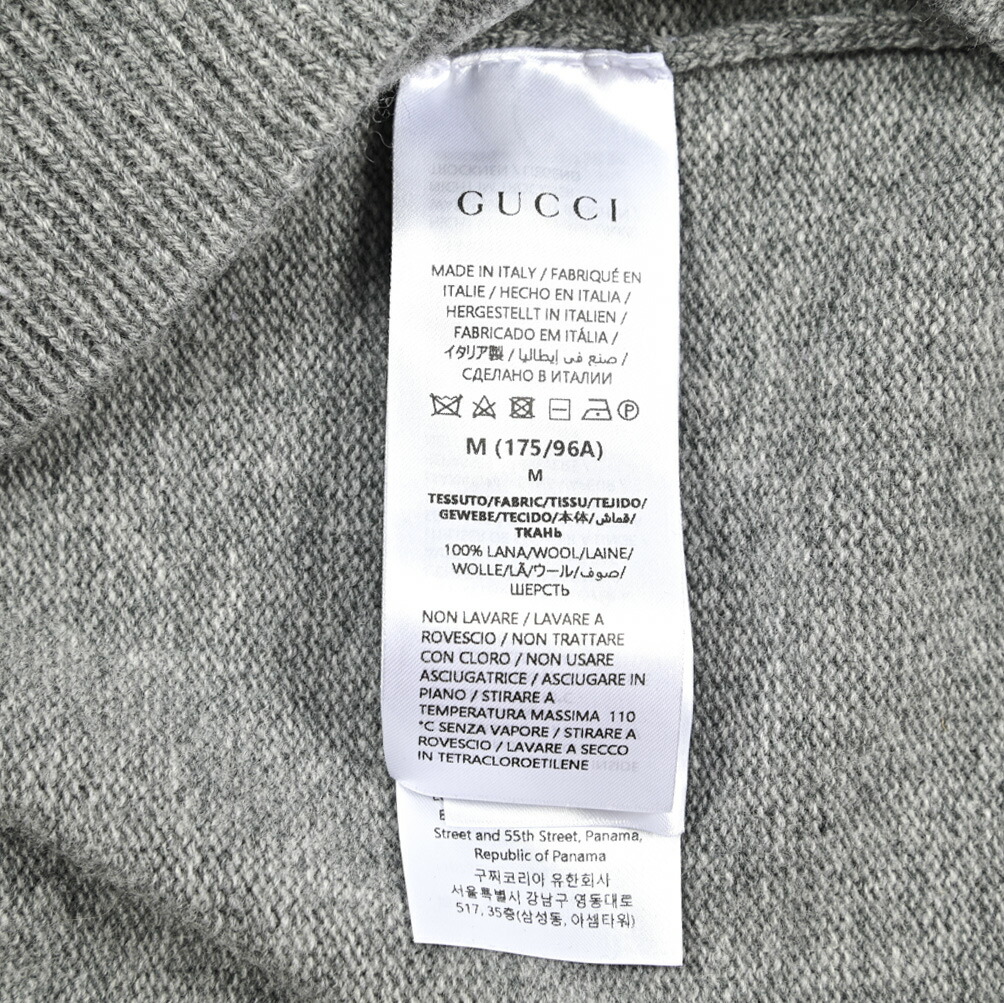 GUCCI
MADE IN ITALY / FABRIQUÉ EN
ITALIE / HECHO EN ITALIA /
HERGESTELLT IN ITALIEN /
FABRICADO EM ITÁLIA /
イタリア製 / صنع في إيطاليا /
СДЕЛАНО В ИТАЛИИ
P
M (175/96A)
M
TESSUTO/FABRIC/TISSU/TEJIDO/
GEWEBE/TECIDO/本体/قماش/
ТКАНЬ
100% LANA/WOOL/LAINE/
WOLLE/LÃ/ウール/صوف/
ШЕРСТЬ
NON LAVARE / LAVARE A
ROVESCIO / NON TRATTARE
CON CLORO / NON USARE
ASCIUGATRICE / ASCIUGARE IN
PIANO / STIRARE A
TEMPERATURA MASSIMA 110
°C SENZA VAPORE / STIRARE A
ROVESCIO / LAVARE A SECCO
IN TETRACLOROETILENE
Street and 55th Street, Panama,
Republic of Panama
구찌코리아 유한회사
서울특별시 강남구 영동대로
517, 35층(삼성동, 아셈타워)